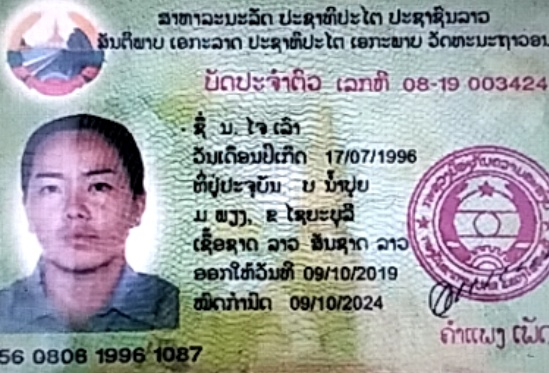 ສາທາລະນະລັດ ປະຊາທິປະໄຕ ປະຊາຊົນລາວ
ສັນຕິພາບ ເອກະລາດ ປະຊາທິປະໄຕ ເອກະພາບ ວັດທະນະຖາວອນ
ບັດປະຈຳຕົວ ເລກທີ 08-19 003424
ຊື່ ນ. ໄຈ ເລົາ
ວັນເດືອນປີເກີດ 17/07/1996
ທີ່ຢູ່ປະຈຸບັນ ບ ນ້ຳປຸຍ
ມ ພຽງ, ຂ ໄຊຍະບູລີ
ເຊື້ອຊາດ ລາວ ສັນຊາດ ລາວ
ອອກໃຫ້ວັນທີ 09/10/2019
ໝົດກຳນົດ 09/10/2024
ຄຳແພງ
56 0806 1996 1087